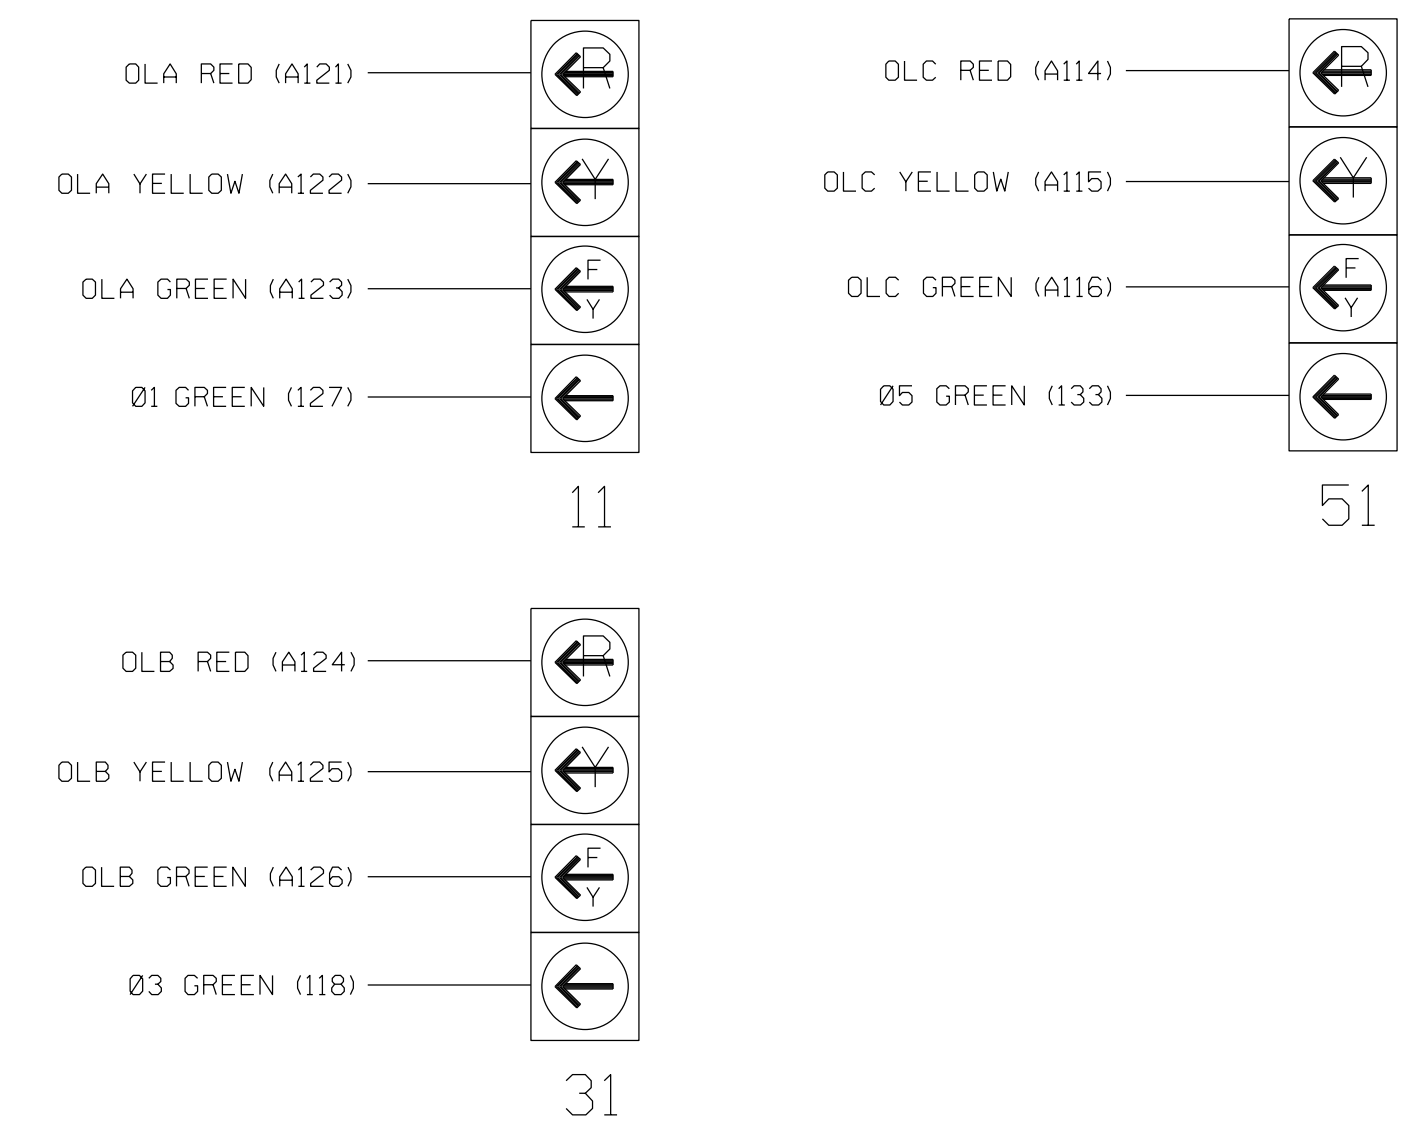 OLA RED (A121)
R
OLA YELLOW (A122)
Y
OLA GREEN (A123)
F
Y
Ø1 GREEN (127)
11
OLC RED (A114)
R
OLC YELLOW (A115)
Y
OLC GREEN (A116)
F
Y
Ø5 GREEN (133)
51
OLB RED (A124)
R
OLB YELLOW (A125)
Y
OLB GREEN (A126)
F
Y
Ø3 GREEN (118)
31